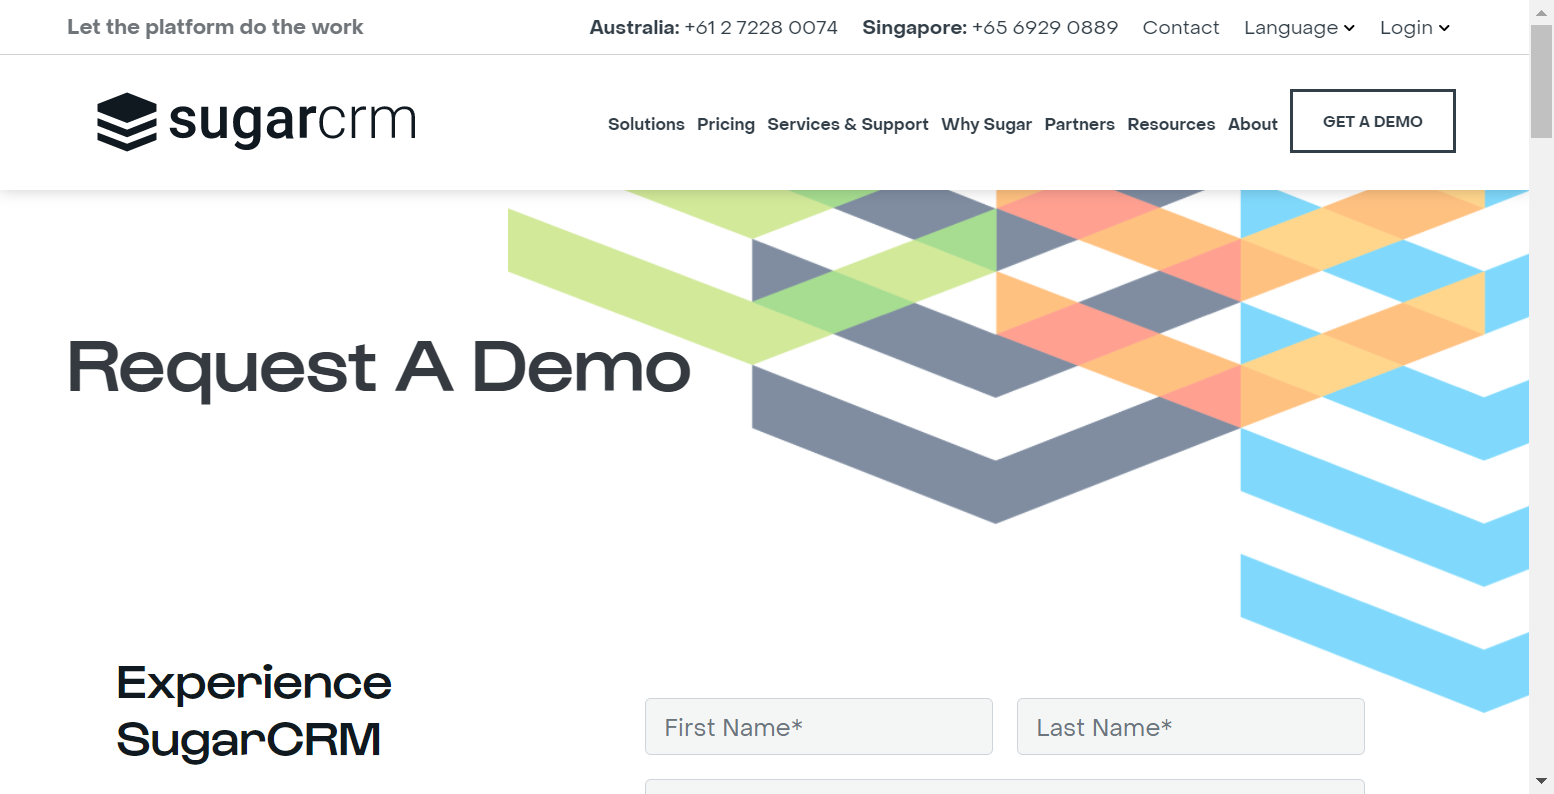 Let the platform do the work
Australia: +61 2 7228 0074 Singapore: +65 6929 0889 Contact Language Login
sugarcrm
Solutions Pricing Services & Support Why Sugar Partners Resources About GET A DEMO
Request A Demo
Experience
SugarCRM
First Name* Last Name*